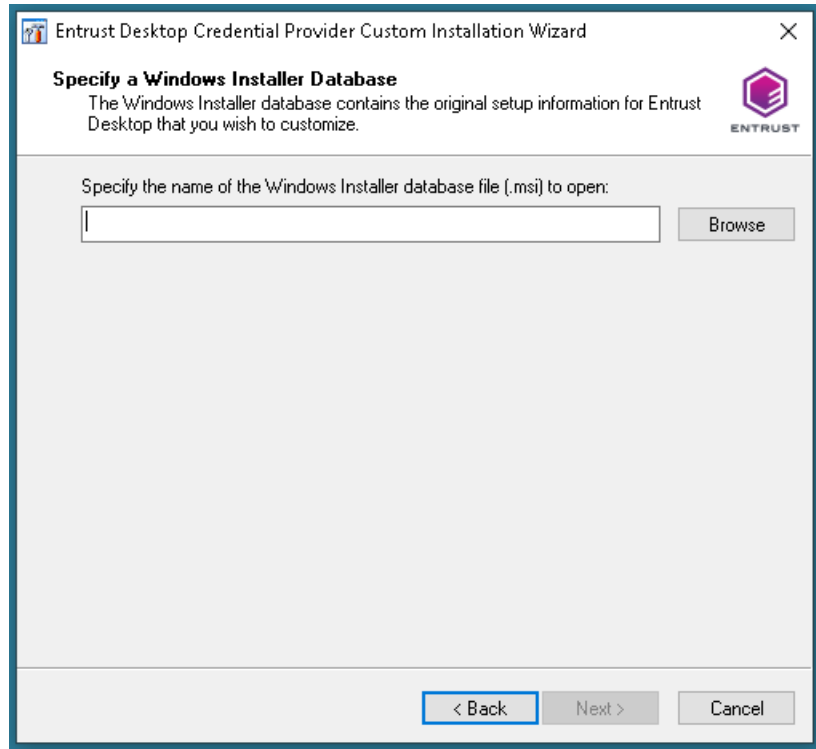 Entrust Desktop Credential Provider Custom Installation Wizard
Specify a Windows Installer Database
The Windows Installer database contains the original setup information for Entrust
Desktop that you wish to customize.
ENTRUST
Specify the name of the Windows Installer database file (.msi) to open:
Browse
< Back
Next >
Cancel